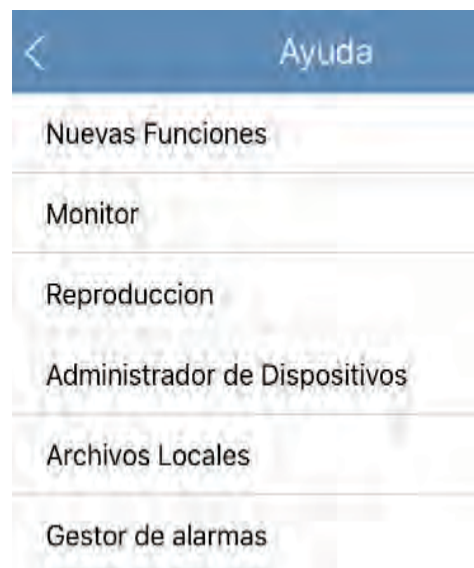 Ayuda
Nuevas Funciones
Monitor
Reproduccion
Administrador de Dispositivos
Archivos Locales
Gestor de alarmas